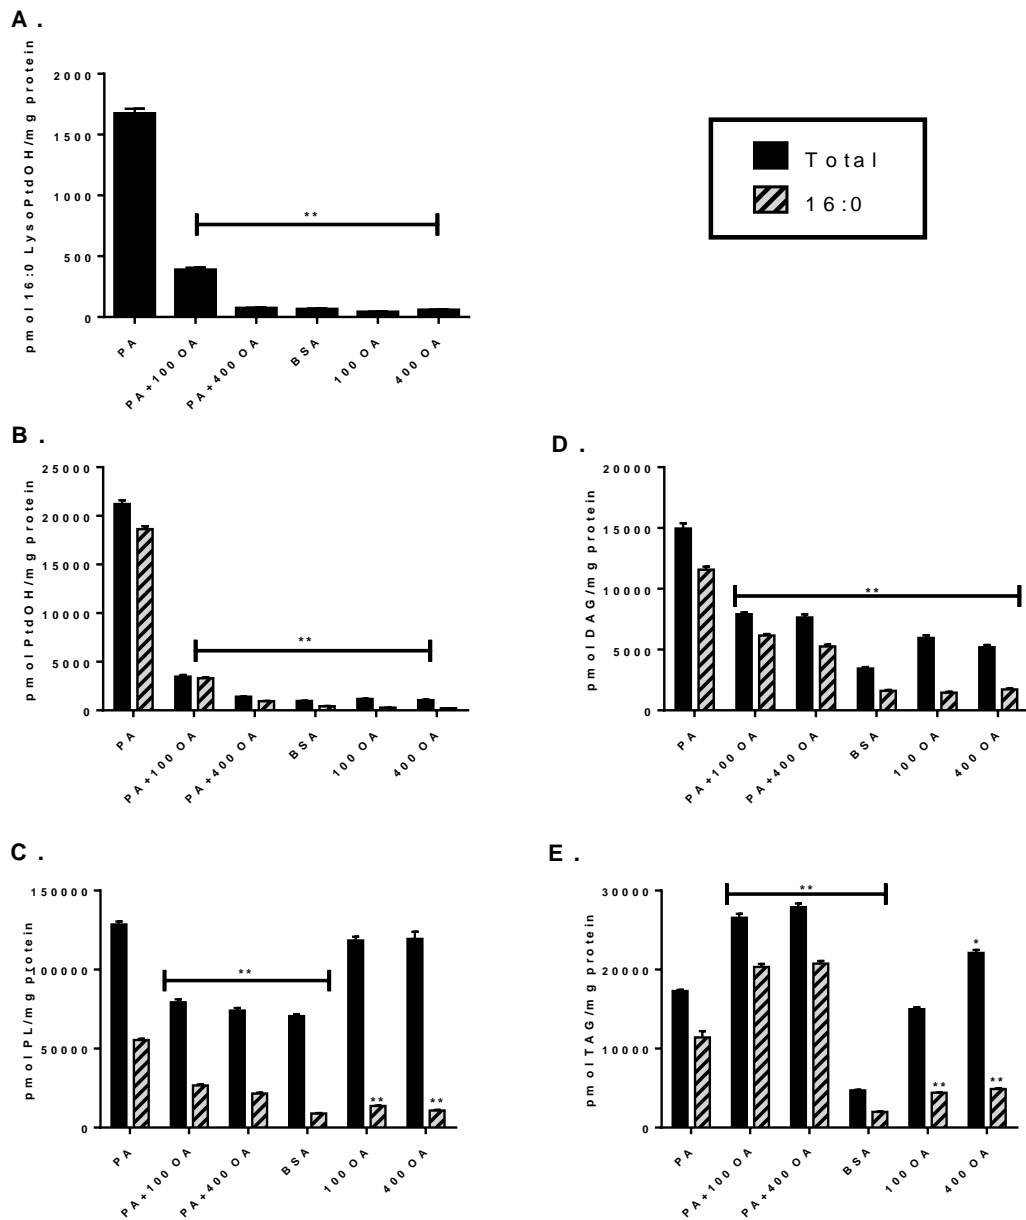 A.
pmol 16:0 LysoPtdOH/mg protein
2000
1500
1000
500
0
**
PA
PA+100 OA
PA+400 OA
BSA
100 OA
400 OA
Total
16:0
B.
pmol PtdOH/mg protein
25000
20000
15000
10000
5000
0
**
PA
PA+100 OA
PA+400 OA
BSA
100 OA
400 OA
D.
pmol DAG/mg protein
20000
15000
10000
5000
0
**
PA
PA+100 OA
PA+400 OA
BSA
100 OA
400 OA
C.
pmol PL/mg protein
150000
100000
50000
0
**
**
**
PA
PA+100 OA
PA+400 OA
BSA
100 OA
400 OA
E.
pmol TAG/mg protein
30000
20000
10000
0
**
*
**
**
PA
PA+100 OA
PA+400 OA
BSA
100 OA
400 OA